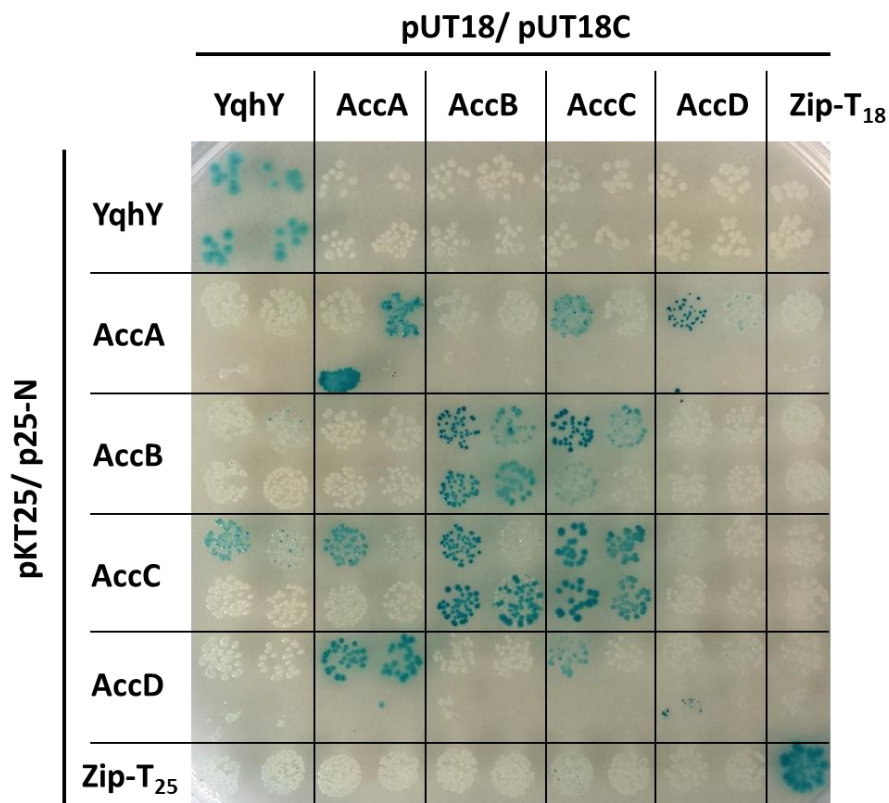 pUT18/ pUT18C
YqhY AccA AccB AccC AccD Zip-T₁₈
pKT25/ p25-N
YqhY
AccA
AccB
AccC
AccD
Zip-T₂₅